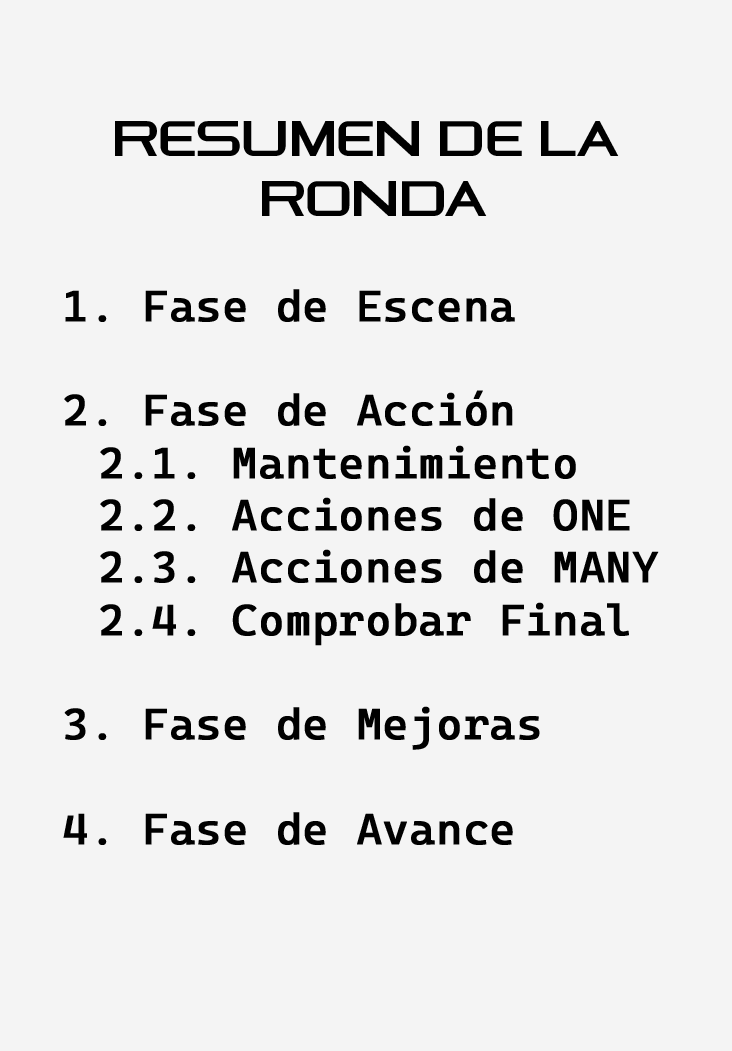 RESUMEN DE LA
RONDA
1. Fase de Escena
2. Fase de Acción
2.1. Mantenimiento
2.2. Acciones de ONE
2.3. Acciones de MANY
2.4. Comprobar Final
3. Fase de Mejoras
4. Fase de Avance